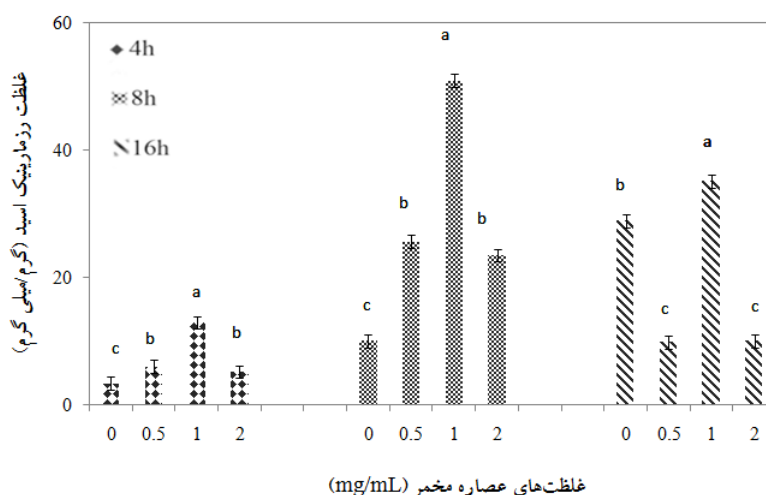 60
40
20
0
غلظت رزمارینیک اسید (گرم/میلی گرم)
4h
8h
16h
c b a b
c b a b
b c a c
0 0.5 1 2 0 0.5 1 2 0 0.5 1 2
غلظت‌های عصاره مخمر (mg/mL)